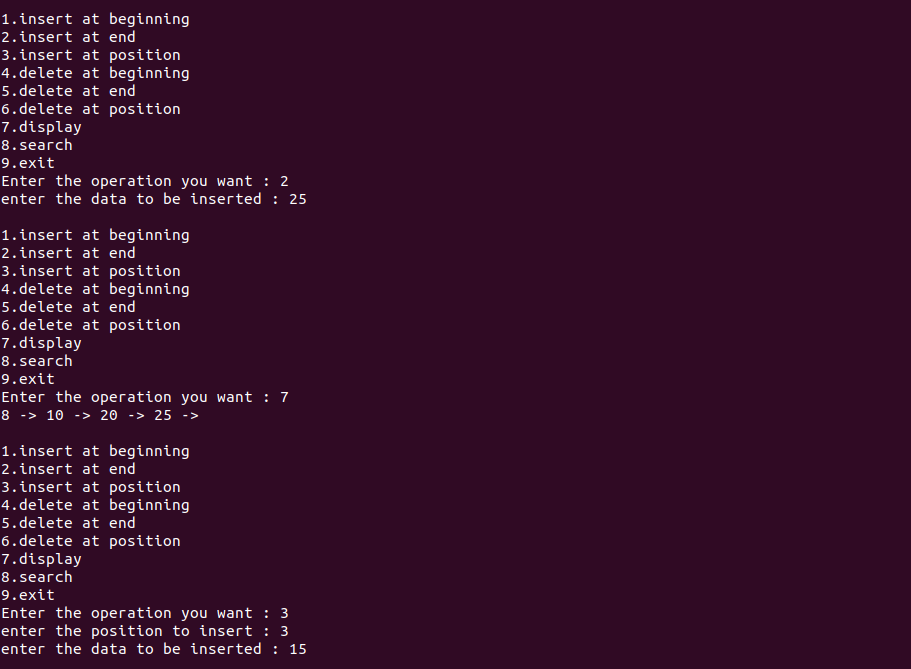 1.insert at beginning
2.insert at end
3.insert at position
4.delete at beginning
5.delete at end
6.delete at position
7.display
8.search
9.exit
Enter the operation you want : 2
enter the data to be inserted : 25
1.insert at beginning
2.insert at end
3.insert at position
4.delete at beginning
5.delete at end
6.delete at position
7.display
8.search
9.exit
Enter the operation you want : 7
8 -> 10 -> 20 -> 25 ->
1.insert at beginning
2.insert at end
3.insert at position
4.delete at beginning
5.delete at end
6.delete at position
7.display
8.search
9.exit
Enter the operation you want : 3
enter the position to insert : 3
enter the data to be inserted : 15